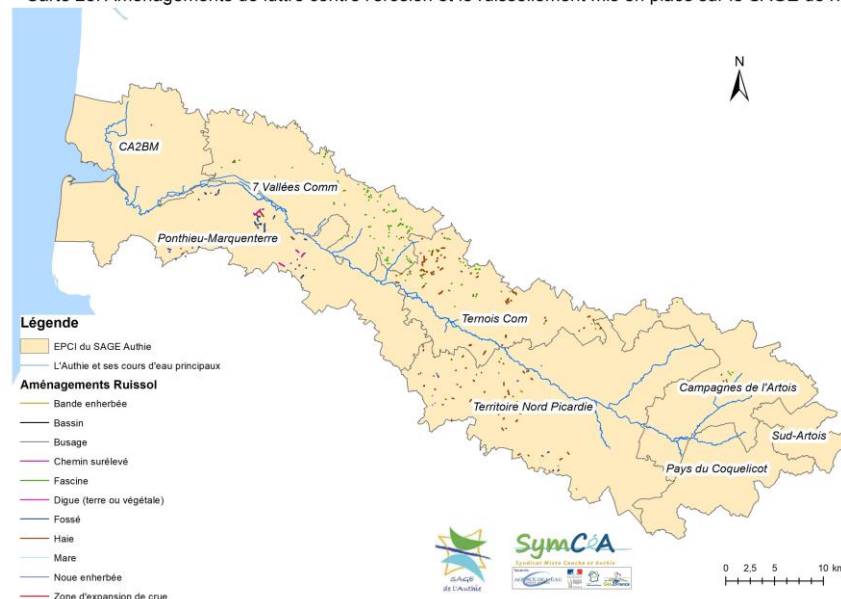 N
CA2BM
7 Vallées Comm
Ponthieu-Marquenterre
Ternois Com
Campagnes de l'Artois
Territoire Nord Picardie
Sud-Artois
Pays du Coquelicot
Légende
EPCI du SAGE Authie
L'Authie et ses cours d'eau principaux
Aménagements Ruissol
Bande enherbée
Bassin
Busage
Chemin surélevé
Fascine
Digue (terre ou végétale)
Fossé
Haie
Mare
Noue enherbée
Zone d'expansion de crue
SAGE
de l'Authie
SymCéA
Syndicat Mixte Canche et Authie
0 2,5 5 10 km